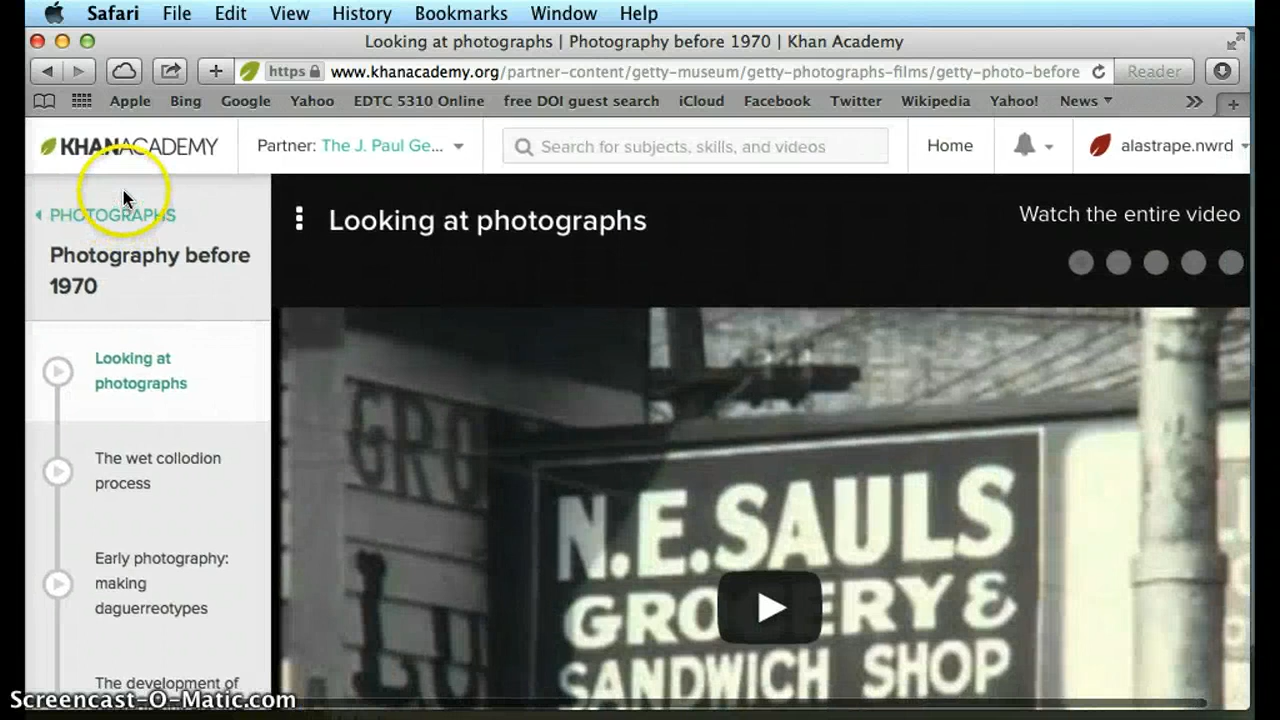 Safari File Edit View History Bookmarks Window Help
Looking at photographs | Photography before 1970 | Khan Academy
https www.khanacademy.org/partner-content/getty-museum/getty-photographs-films/getty-photo-before Reader
Apple Bing Google Yahoo EDTC 5310 Online free DOI guest search iCloud Facebook Twitter Wikipedia Yahoo! News
KHANACADEMY Partner: The J. Paul Ge... Search for subjects, skills, and videos Home alastrape.nwrd
PHOTOGRAPHS
Photography before
1970
Looking at photographs
Watch the entire video
Looking at
photographs
The wet collodion
process
Early photography:
making
daguerreotypes
The development of
GRO
N.E.SAULS
GROCERY &
SANDWICH SHOP
Screencast-O-Matic.com